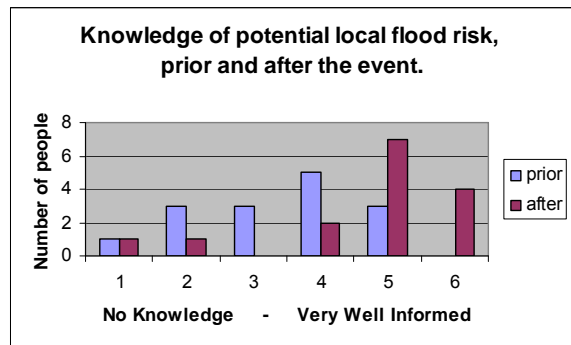 Knowledge of potential local flood risk,
prior and after the event.
Number of people
8
6
4
2
0
1 2 3 4 5 6
No Knowledge - Very Well Informed
prior
after